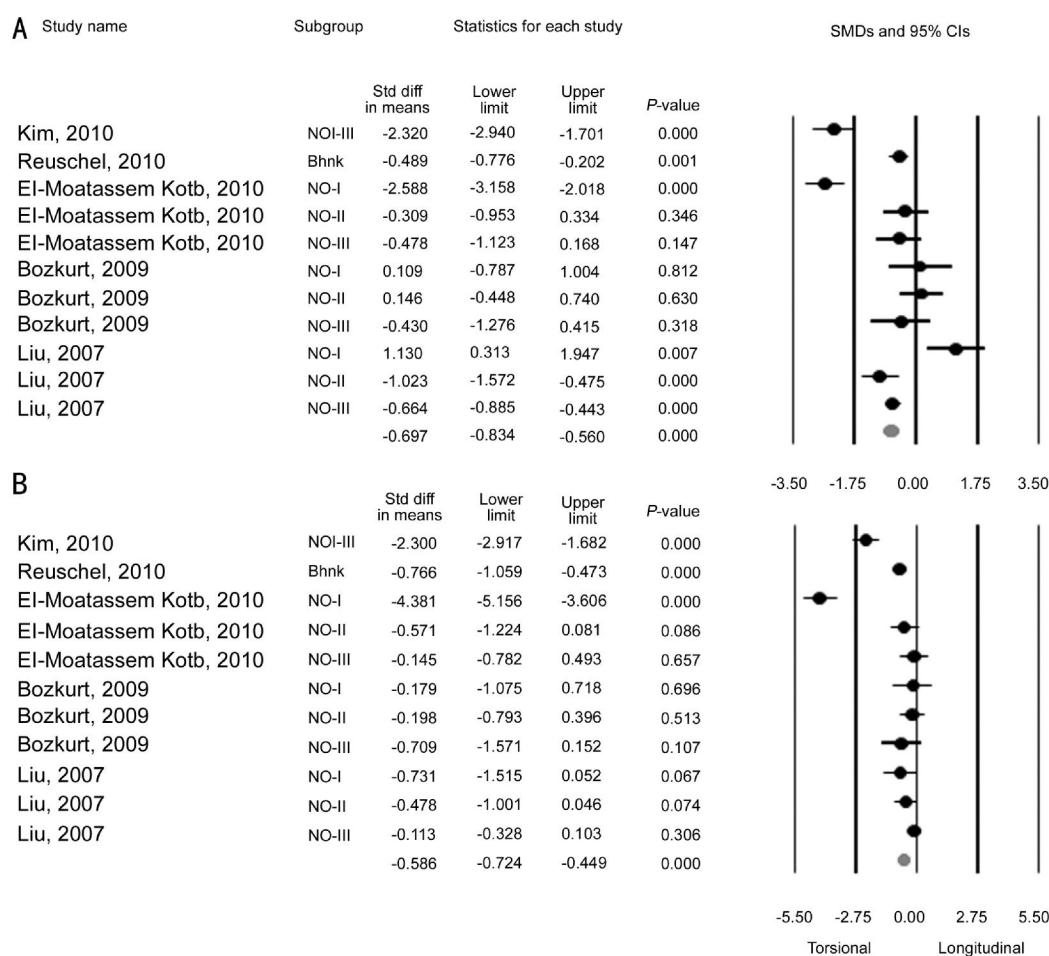 A Study name Subgroup Statistics for each study SMDs and 95% CIs
Std diff in means Lower limit Upper limit P-value
Kim, 2010 NOI-III -2.320 -2.940 -1.701 0.000
Reuschel, 2010 Bhnk -0.489 -0.776 -0.202 0.001
EI-Moatassem Kotb, 2010 NO-I -2.588 -3.158 -2.018 0.000
EI-Moatassem Kotb, 2010 NO-II -0.309 -0.953 0.334 0.346
EI-Moatassem Kotb, 2010 NO-III -0.478 -1.123 0.168 0.147
Bozkurt, 2009 NO-I 0.109 -0.787 1.004 0.812
Bozkurt, 2009 NO-II 0.146 -0.448 0.740 0.630
Bozkurt, 2009 NO-III -0.430 -1.276 0.415 0.318
Liu, 2007 NO-I 1.130 0.313 1.947 0.007
Liu, 2007 NO-II -1.023 -1.572 -0.475 0.000
Liu, 2007 NO-III -0.664 -0.885 -0.443 0.000
-0.697 -0.834 -0.560 0.000
-3.50 -1.75 0.00 1.75 3.50
B
Std diff in means Lower limit Upper limit P-value
Kim, 2010 NOI-III -2.300 -2.917 -1.682 0.000
Reuschel, 2010 Bhnk -0.766 -1.059 -0.473 0.000
EI-Moatassem Kotb, 2010 NO-I -4.381 -5.156 -3.606 0.000
EI-Moatassem Kotb, 2010 NO-II -0.571 -1.224 0.081 0.086
EI-Moatassem Kotb, 2010 NO-III -0.145 -0.782 0.493 0.657
Bozkurt, 2009 NO-I -0.179 -1.075 0.718 0.696
Bozkurt, 2009 NO-II -0.198 -0.793 0.396 0.513
Bozkurt, 2009 NO-III -0.709 -1.571 0.152 0.107
Liu, 2007 NO-I -0.731 -1.515 0.052 0.067
Liu, 2007 NO-II -0.478 -1.001 0.046 0.074
Liu, 2007 NO-III -0.113 -0.328 0.103 0.306
-0.586 -0.724 -0.449 0.000
-5.50 -2.75 0.00 2.75 5.50
Torsional Longitudinal